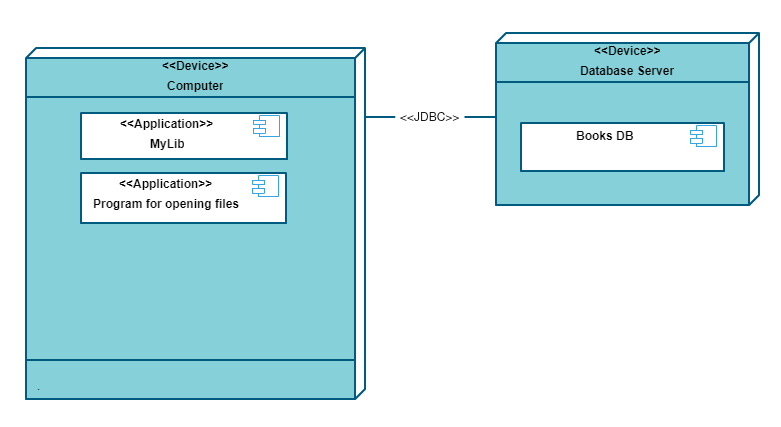 <<Device>>
Computer
<<Application>>
MyLib
<<Application>>
Program for opening files
.
<<JDBC>>
<<Device>>
Database Server
Books DB